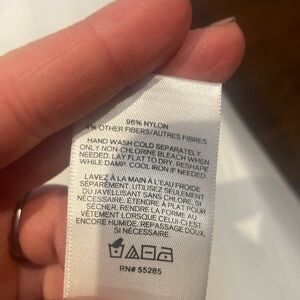 96% NYLON
4% OTHER FIBERS/AUTRES FIBRES
HAND WASH COLD SEPARATELY
ONLY NON-CHLORINE BLEACH WHEN
NEEDED. LAY FLAT TO DRY. RESHAPE
WHILE DAMP. COOL IRON IF NEEDED.
LAVEZ À LA MAIN À L'EAU FROIDE
SÉPARÉMENT. UTILISEZ SEULEMENT
DU JAVELLISANT SANS CHLORE, SI
NÉCESSAIRE. ÉTENDRE À PLAT POUR
SÉCHER. RENDRE LA FORME AU
VÊTEMENT LORSQUE CELUI-CI EST
ENCORE HUMIDE. REPASSAGE DOUX,
SI NÉCESSAIRE
RN# 55285